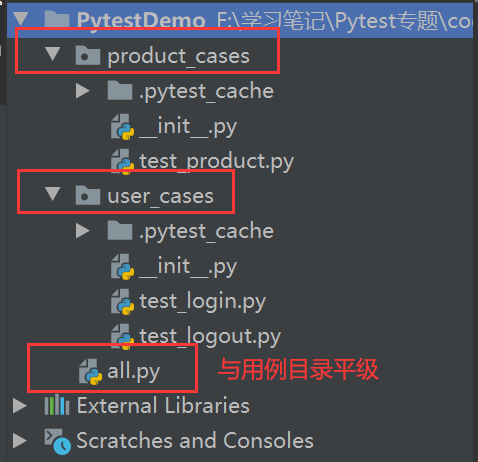 PytestDemo F:\学习笔记\Pytest专题\co
product_cases
.pytest_cache
__init__.py
test_product.py
user_cases
.pytest_cache
__init__.py
test_login.py
test_logout.py
all.py 与用例目录平级
External Libraries
Scratches and Consoles